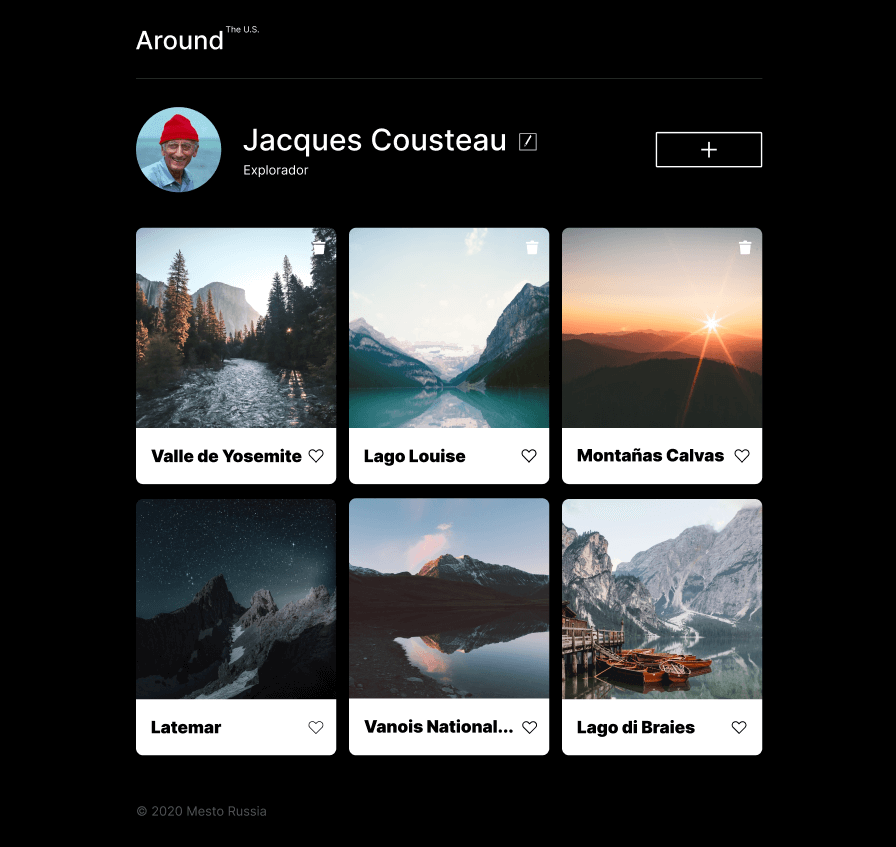 Around The U.S.
Jacques Cousteau
Explorador
Valle de Yosemite
Lago Louise
Montañas Calvas
Latemar
Vanois National...
Lago di Braies
© 2020 Mesto Russia